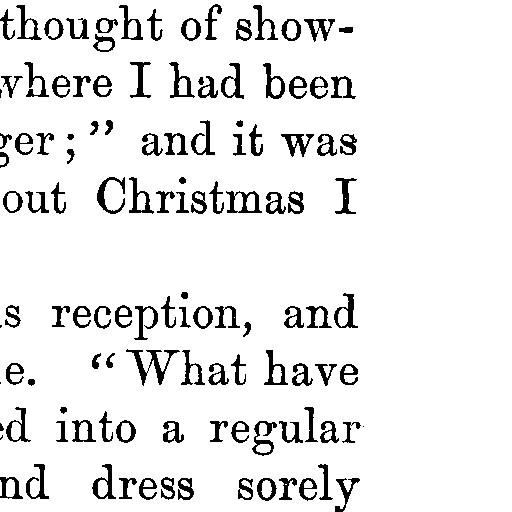 thought of show-
where I had been
ger;" and it was
out Christmas I
s reception, and
e. "What have
ed into a regular
nd dress sorely